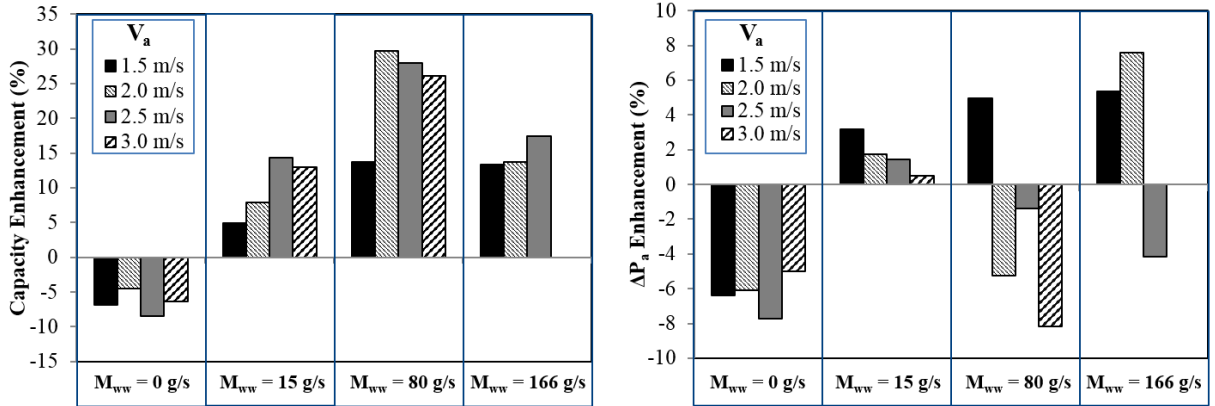 Capacity Enhancement (%)
35
30
25
20
15
10
5
0
-5
-10
-15
Va
1.5 m/s
2.0 m/s
2.5 m/s
3.0 m/s
Mww = 0 g/s
Mww = 15 g/s
Mww = 80 g/s
Mww = 166 g/s
ΔPa Enhancement (%)
10
8
6
4
2
0
-2
-4
-6
-8
-10
Va
1.5 m/s
2.0 m/s
2.5 m/s
3.0 m/s
Mww = 0 g/s
Mww = 15 g/s
Mww = 80 g/s
Mww = 166 g/s